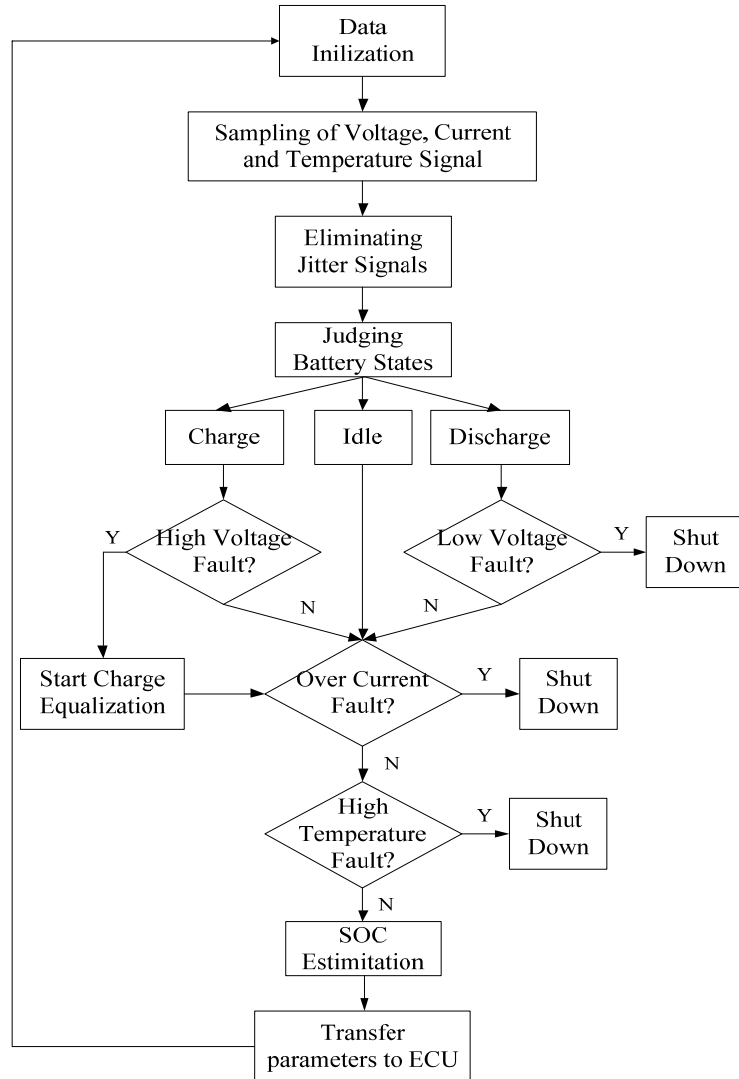 Data
Inilization
Sampling of Voltage, Current
and Temperature Signal
Eliminating
Jitter Signals
Judging
Battery States
Charge
Idle
Discharge
Y
High Voltage
Fault?
Low Voltage
Fault?
Y
Shut
Down
N
N
Start Charge
Equalization
Over Current
Fault?
Y
Shut
Down
N
High
Temperature
Fault?
Y
Shut
Down
N
SOC
Estimitation
Transfer
parameters to ECU